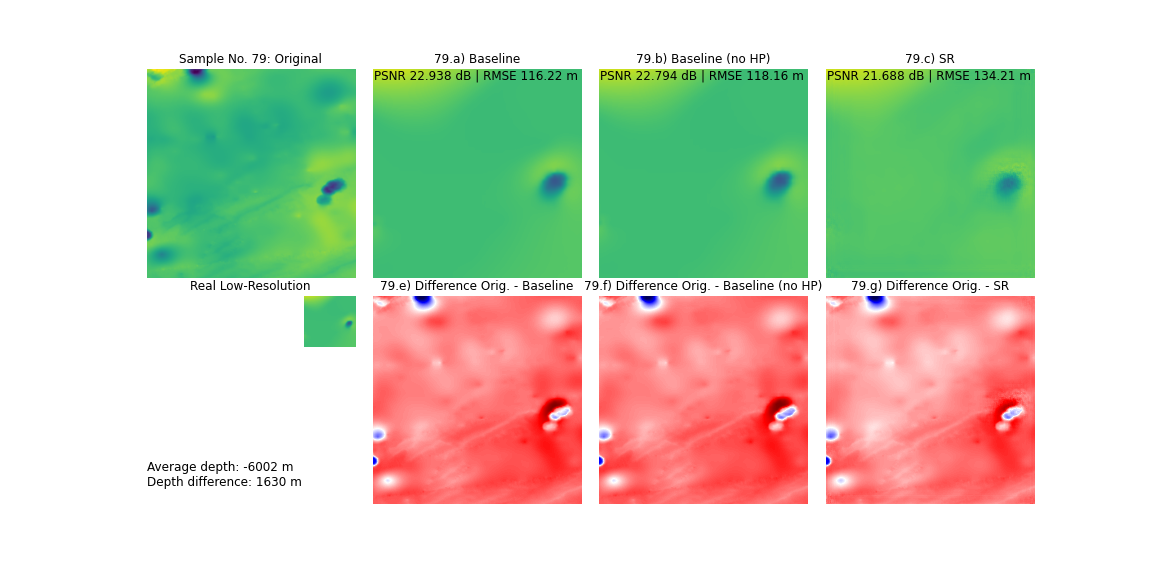 Sample No. 79: Original
79.a) Baseline
79.b) Baseline (no HP)
79.c) SR
PSNR 22.938 dB | RMSE 116.22 m
PSNR 22.794 dB | RMSE 118.16 m
PSNR 21.688 dB | RMSE 134.21 m
Real Low-Resolution
79.e) Difference Orig. - Baseline
79.f) Difference Orig. - Baseline (no HP)
79.g) Difference Orig. - SR
Average depth: -6002 m
Depth difference: 1630 m